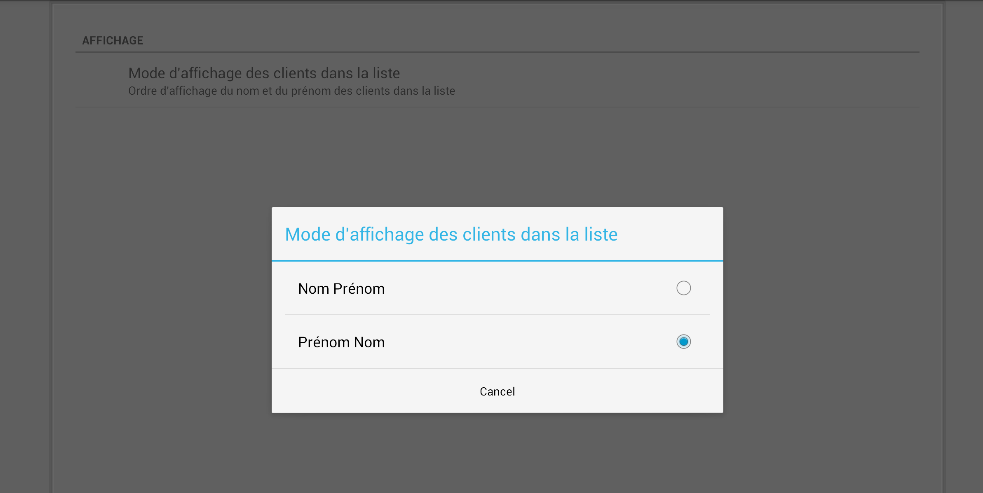 AFFICHAGE
Mode d'affichage des clients dans la liste
Ordre d'affichage du nom et du prénom des clients dans la liste
Mode d'affichage des clients dans la liste
Nom Prénom
Prénom Nom
Cancel